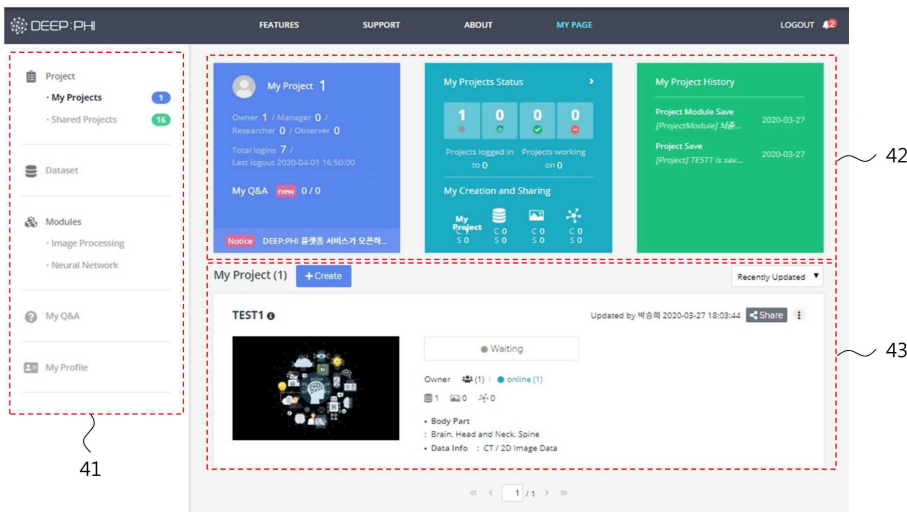 DEEP:PHI
FEATURES SUPPORT ABOUT MY PAGE LOGOUT 2
Project
· My Projects 1
· Shared Projects 16
Dataset
Modules
· Image Processing
· Neural Network
My Q&A
My Profile
41
My Project 1
Owner 1 / Manager 0 /
Researcher 0 / Observer 0
Total logins 7 /
Last logout 2020-04-01 16:50:00
My Q&A new 0 / 0
Notice DEEP:PHI 플랫폼 서비스가 오픈하...
My Projects Status >
1 0 0 0
Projects logged in to 0
Projects working on 0
My Creation and Sharing
My Project
C 1 C 0 C 0 C 0
S 0 S 0 S 0 S 0
My Project History
Project Module Save
[ProjectModule] 뇌출... 2020-03-27
Project Save
[Project] TEST1 is sav... 2020-03-27
42
My Project (1) + Create Recently Updated ▼
TEST1 Updated by 박승희 2020-03-27 18:03:44 Share
Waiting
Owner (1) | online (1)
1 0 0
• Body Part
: Brain, Head and Neck, Spine
• Data Info : CT / 2D Image Data
43
« < 1 / 1 > »